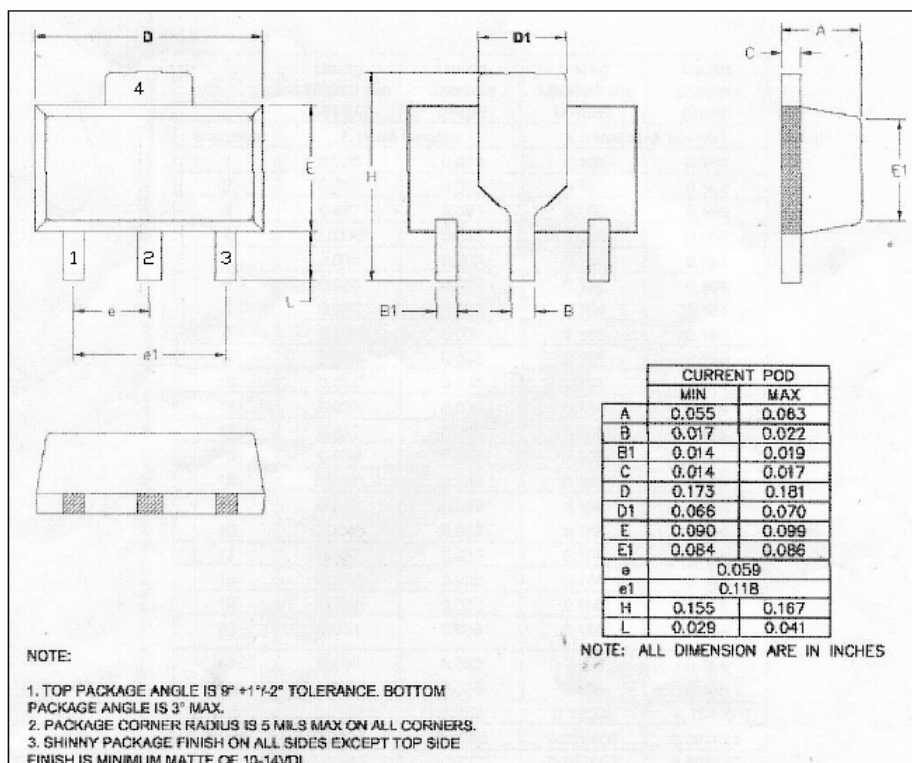 D
D1
A
C
4
E
H
E1
1 2 3
L
B1
B
e
e1
CURRENT POD
MIN MAX
A 0.055 0.063
B 0.017 0.022
B1 0.014 0.019
C 0.014 0.017
D 0.173 0.181
D1 0.066 0.070
E 0.090 0.099
E1 0.084 0.086
e 0.059
e1 0.118
H 0.155 0.167
L 0.029 0.041
NOTE: ALL DIMENSION ARE IN INCHES
NOTE:
1. TOP PACKAGE ANGLE IS 9° +1°/-2° TOLERANCE. BOTTOM
PACKAGE ANGLE IS 3° MAX.
2. PACKAGE CORNER RADIUS IS 5 MILS MAX ON ALL CORNERS.
3. SHINNY PACKAGE FINISH ON ALL SIDES EXCEPT TOP SIDE
FINISH IS MINIMUM MATTE OF 10-14VDI